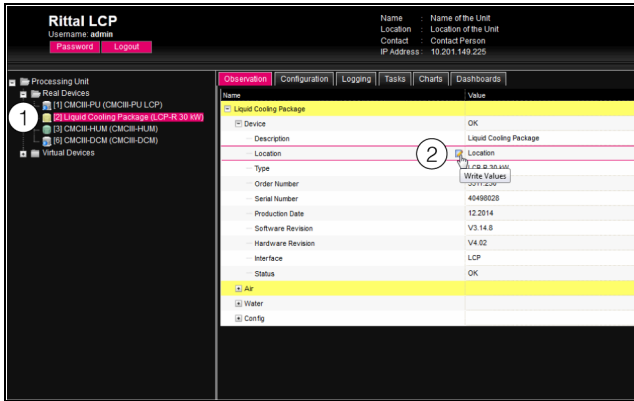 Rittal LCP
Username: admin
Password Logout
Name : Name of the Unit
Location : Location of the Unit
Contact : Contact Person
IP Address : 10.201.149.225
Processing Unit
Real Devices
[1] CMCIII-PU (CMCIII-PU LCP)
[2] Liquid Cooling Package (LCP-R 30 kW)
[3] CMCIII-HUM (CMCIII-HUM)
[6] CMCIII-DCM (CMCIII-DCM)
Virtual Devices
1
Observation Configuration Logging Tasks Charts Dashboards
Name Value
Liquid Cooling Package
Device OK
Description Liquid Cooling Package
Location 2 Location
Type LCP-R 30 kW
Write Values
Order Number
Serial Number 40498028
Production Date 12.2014
Software Revision V3.14.8
Hardware Revision V4.02
Interface LCP
Status OK
Air
Water
Config